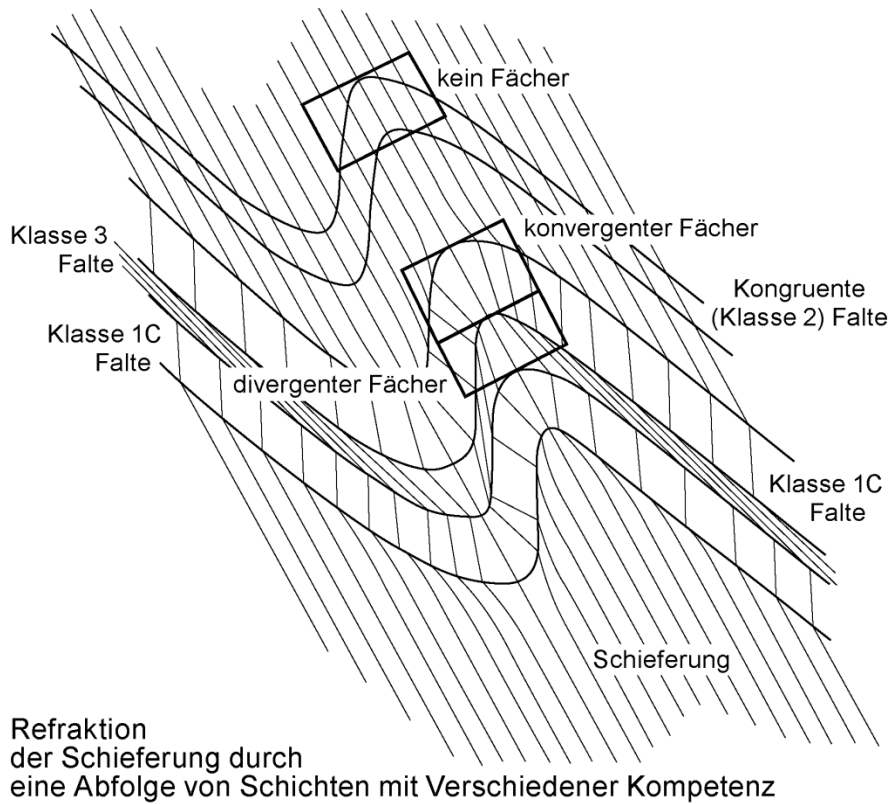 kein Fächer
konvergenter Fächer
Klasse 3
Falte
Kongruente
(Klasse 2) Falte
Klasse 1C
Falte
divergenter Fächer
Klasse 1C
Falte
Schieferung
Refraktion
der Schieferung durch
eine Abfolge von Schichten mit Verschiedener Kompetenz